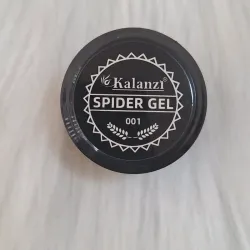 Kalanzi
SPIDER GEL
001